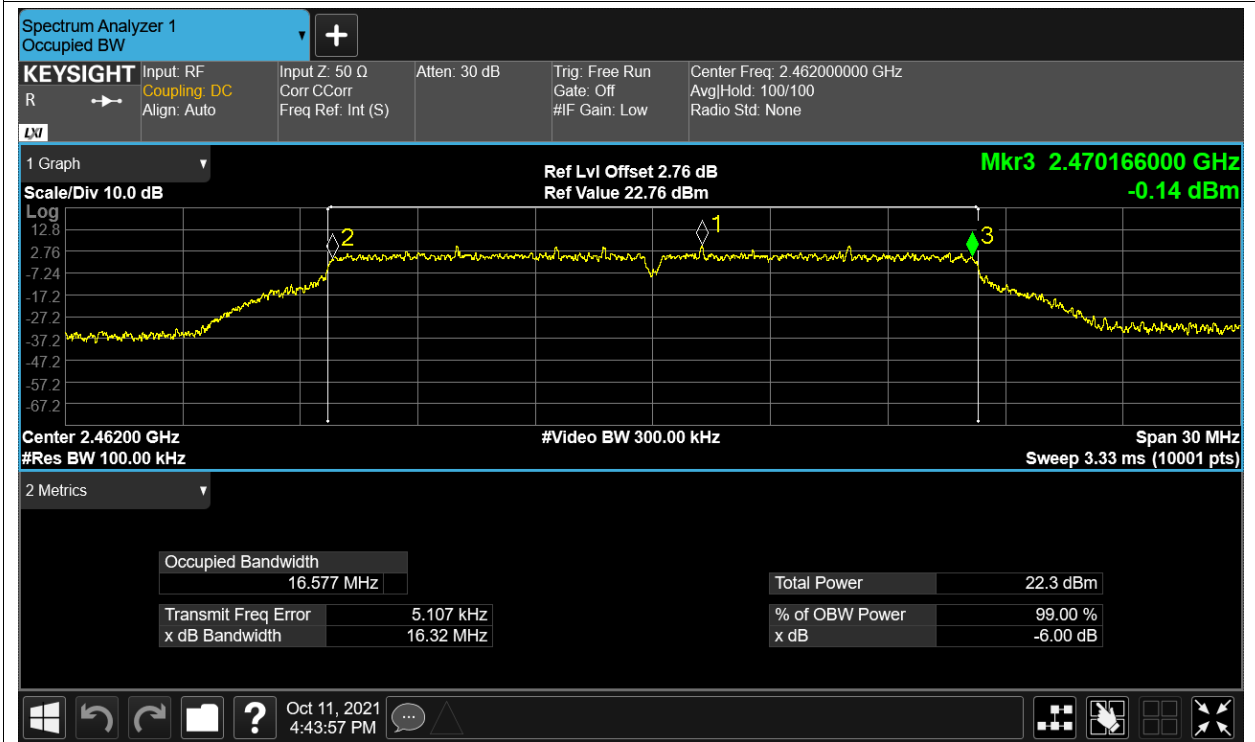 Spectrum Analyzer 1
Occupied BW
▼
+
KEYSIGHT
R
LXI
Input: RF
Coupling: DC
Align: Auto
Input Z: 50 Ω
Corr CCorr
Freq Ref: Int (S)
Atten: 30 dB
Trig: Free Run
Gate: Off
#IF Gain: Low
Center Freq: 2.462000000 GHz
Avg|Hold: 100/100
Radio Std: None
1 Graph ▼
Scale/Div 10.0 dB
Ref Lvl Offset 2.76 dB
Ref Value 22.76 dBm
Mkr3 2.470166000 GHz
-0.14 dBm
Log
12.8
2.76
-7.24
-17.2
-27.2
-37.2
-47.2
-57.2
-67.2
2
1
3
Center 2.46200 GHz
#Res BW 100.00 kHz
#Video BW 300.00 kHz
Span 30 MHz
Sweep 3.33 ms (10001 pts)
2 Metrics ▼
Occupied Bandwidth
16.577 MHz
Transmit Freq Error 5.107 kHz
x dB Bandwidth 16.32 MHz
Total Power 22.3 dBm
% of OBW Power 99.00 %
x dB -6.00 dB
?
Oct 11, 2021
4:43:57 PM